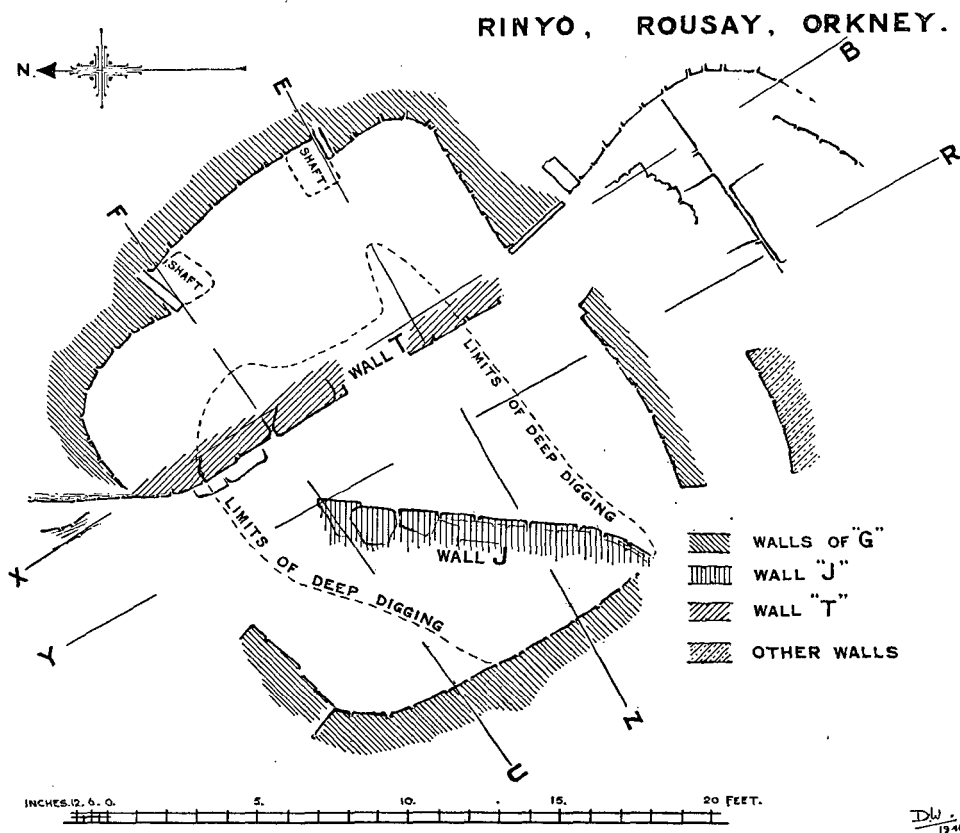 RINYO, ROUSAY, ORKNEY.
N.
B
E
R
SHAFT
F
SHAFT
WALL T
LIMITS OF DEEP DIGGING
LIMITS OF DEEP DIGGING
WALL J
X
Y
Z
U
WALLS OF "G"
WALL "J"
WALL "T"
OTHER WALLS
INCHES.12. 6. 0. 5. 10. 15. 20 FEET.
D.W.